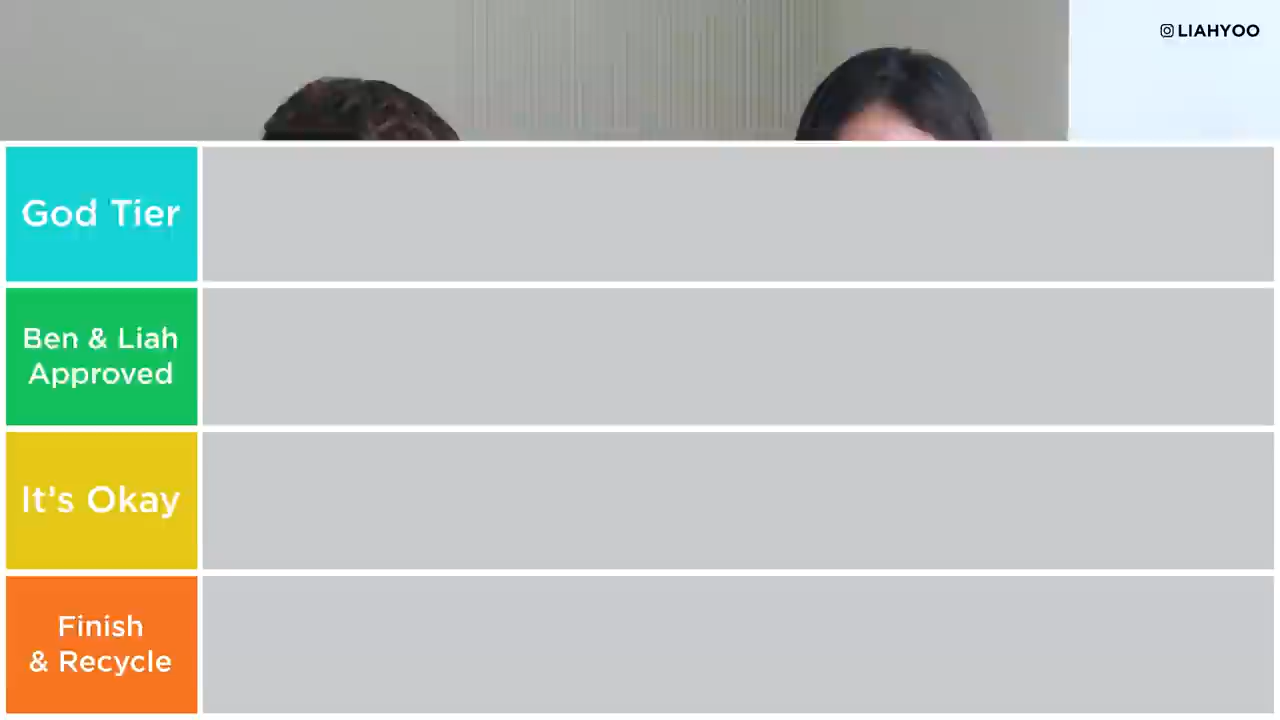 LIAHYOO
God Tier
Ben & Liah
Approved
It's Okay
Finish
& Recycle